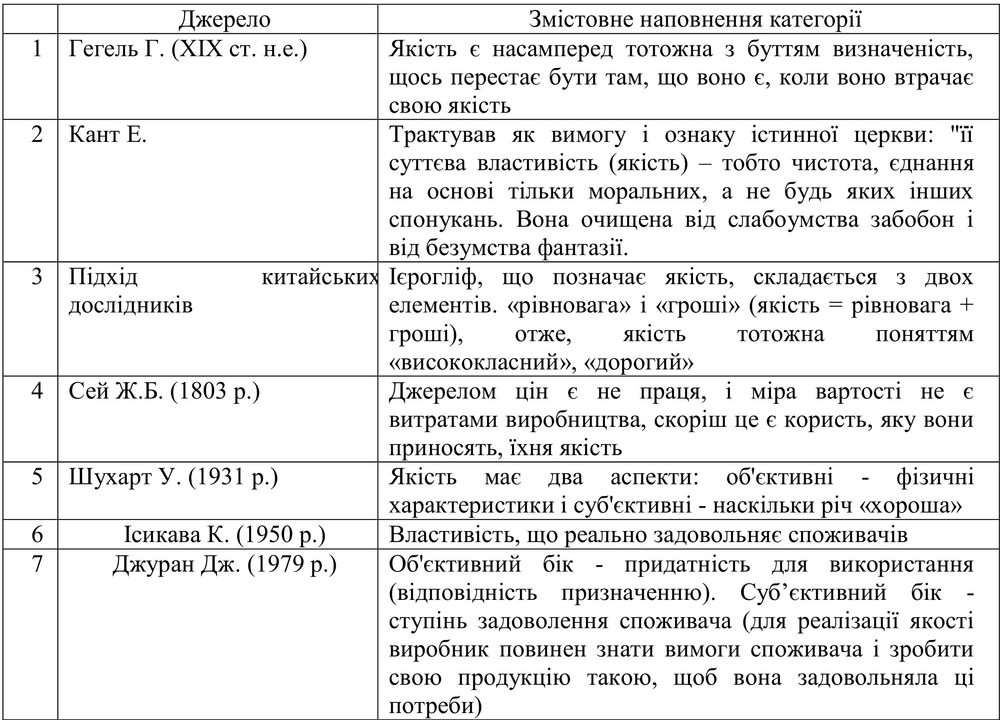 Джерело Змістовне наповнення категорії
1 Гегель Г. (XIX ст. н.е.) Якість є насамперед тотожна з буттям визначеність,
щось перестає бути там, що воно є, коли воно втрачає
свою якість
2 Кант Е. Трактував як вимогу і ознаку істинної церкви: "її
суттєва властивість (якість) – тобто чистота, єднання
на основі тільки моральних, а не будь яких інших
спонукань. Вона очищена від слабоумства забобон і
від безумства фантазії.
3 Підхід китайських Ієрогліф, що позначає якість, складається з двох
дослідників елементів. «рівновага» і «гроші» (якість = рівновага +
гроші), отже, якість тотожна поняттям
«висококласний», «дорогий»
4 Сей Ж.Б. (1803 р.) Джерелом цін є не праця, і міра вартості не є
витратами виробництва, скоріш це є користь, яку вони
приносять, їхня якість
5 Шухарт У. (1931 р.) Якість має два аспекти: об'єктивні - фізичні
характеристики і суб'єктивні - наскільки річ «хороша»
6 Ісикава К. (1950 р.) Властивість, що реально задовольняє споживачів
7 Джуран Дж. (1979 р.) Об'єктивний бік - придатність для використання
(відповідність призначенню). Суб’єктивний бік -
ступінь задоволення споживача (для реалізації якості
виробник повинен знати вимоги споживача і зробити
свою продукцію такою, щоб вона задовольняла ці
потреби)